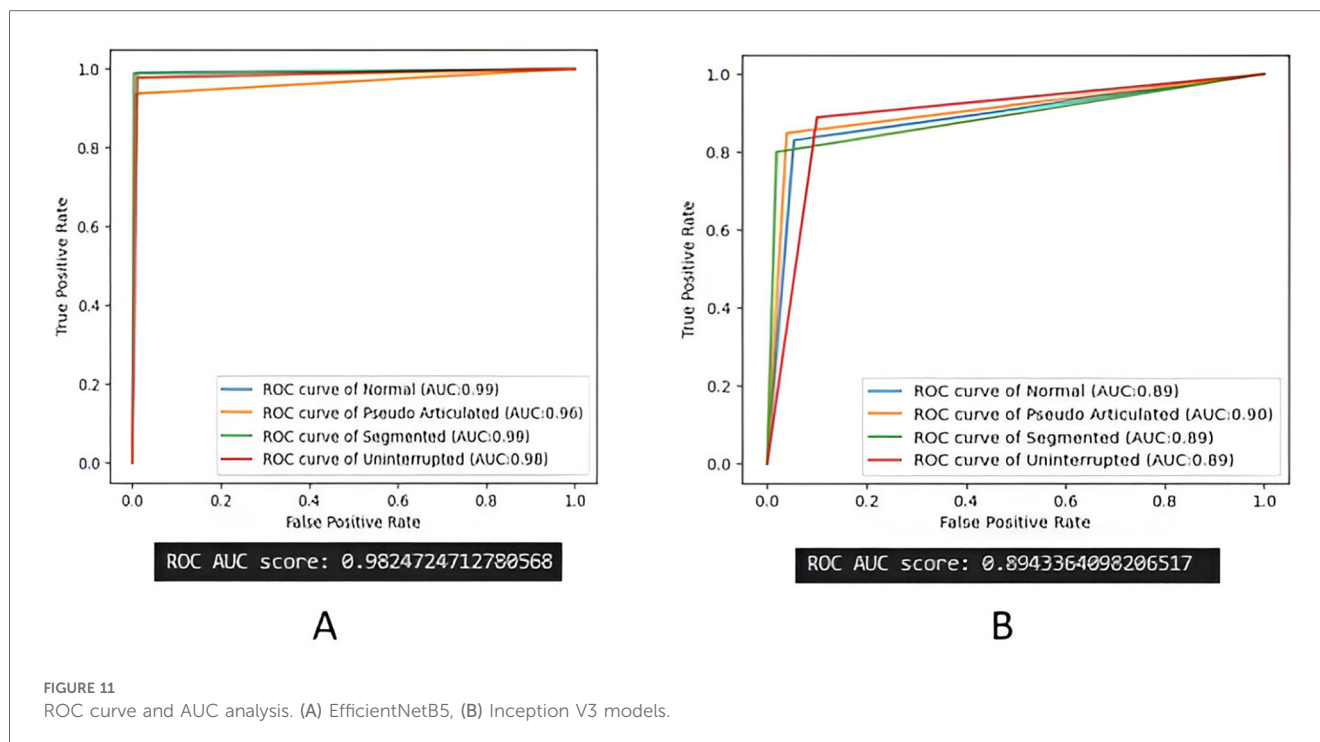 1.0
0.8
0.6
0.4
0.2
0.0
True Positive Rate
ROC curve of Normal (AUC:0.99)
ROC curve of Pseudo Articulated (AUC:0.96)
ROC curve of Segmented (AUC:0.99)
ROC curve of Uninterrupted (AUC:0.98)
0.0 0.2 0.4 0.6 0.8 1.0
False Positive Rate
ROC AUC score: 0.9824724712780568
A
1.0
0.8
0.6
0.4
0.2
0.0
True Positive Rate
ROC curve of Normal (AUC:0.89)
ROC curve of Pseudo Articulated (AUC:0.90)
ROC curve of Segmented (AUC:0.89)
ROC curve of Uninterrupted (AUC:0.89)
0.0 0.2 0.4 0.6 0.8 1.0
False Positive Rate
ROC AUC score: 0.8943364098206517
B
FIGURE 11
ROC curve and AUC analysis. (A) EfficientNetB5, (B) Inception V3 models.